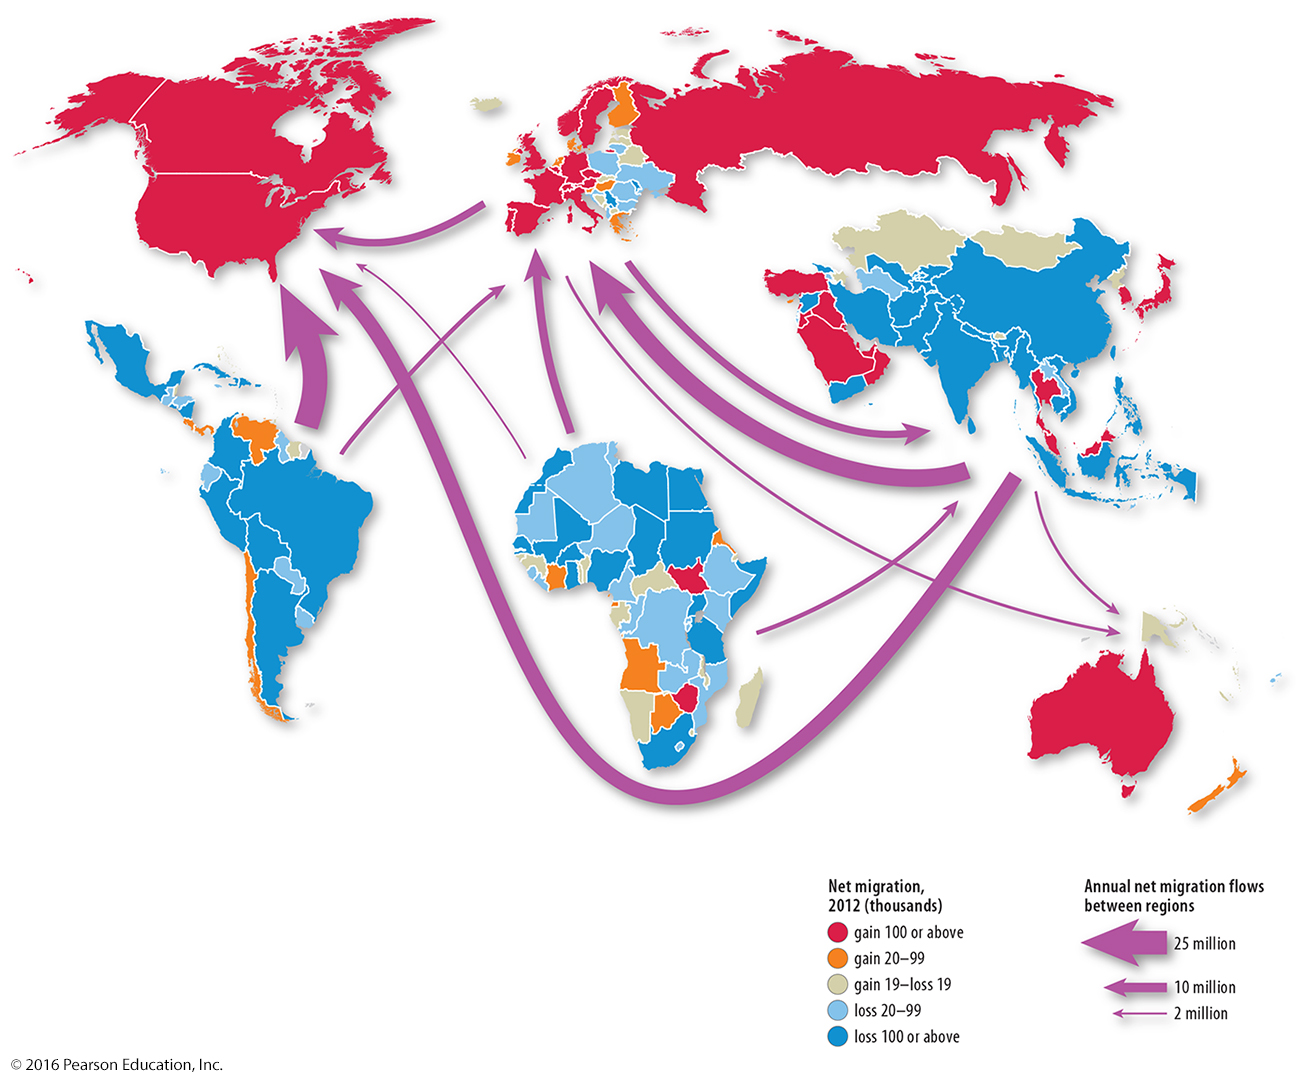 Net migration,
2012 (thousands)
gain 100 or above
gain 20–99
gain 19–loss 19
loss 20–99
loss 100 or above
Annual net migration flows
between regions
25 million
10 million
2 million
© 2016 Pearson Education, Inc.